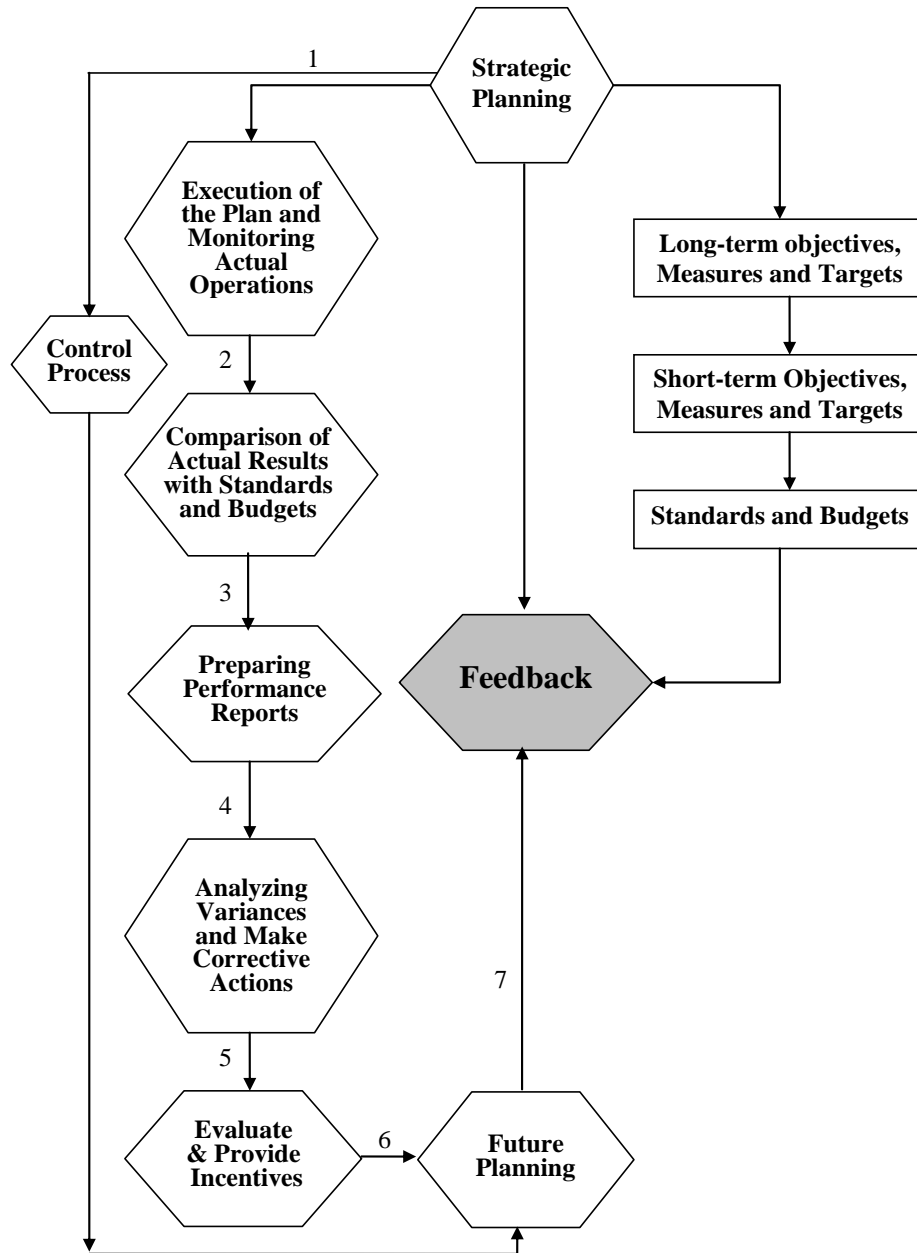 1
Strategic
Planning
Execution of
the Plan and
Monitoring
Actual
Operations
Long-term objectives,
Measures and Targets
Control
Process
2
Short-term Objectives,
Measures and Targets
Comparison of
Actual Results
with Standards
and Budgets
Standards and Budgets
3
Preparing
Performance
Reports
Feedback
4
Analyzing
Variances
and Make
Corrective
Actions
7
5
Evaluate
& Provide
Incentives
6
Future
Planning